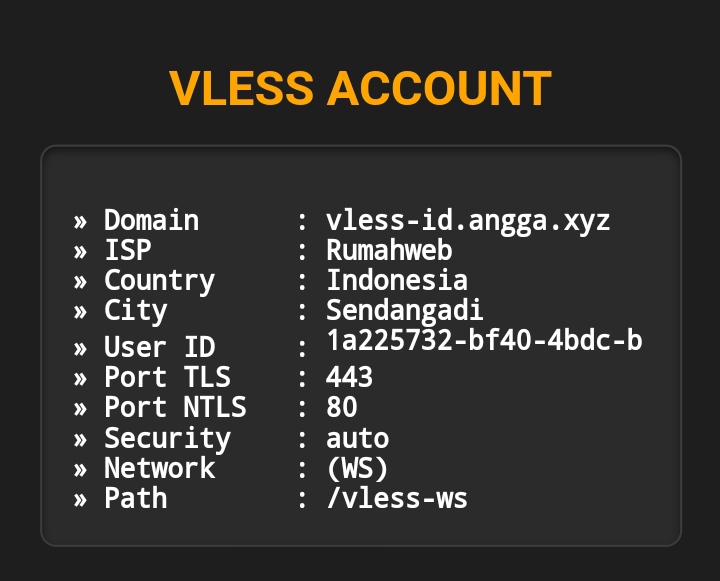 VLESS ACCOUNT
» Domain : vless-id.angga.xyz
» ISP : Rumahweb
» Country : Indonesia
» City : Sendangadi
» User ID : 1a225732-bf40-4bdc-b
» Port TLS : 443
» Port NTLS : 80
» Security : auto
» Network : (WS)
» Path : /vless-ws